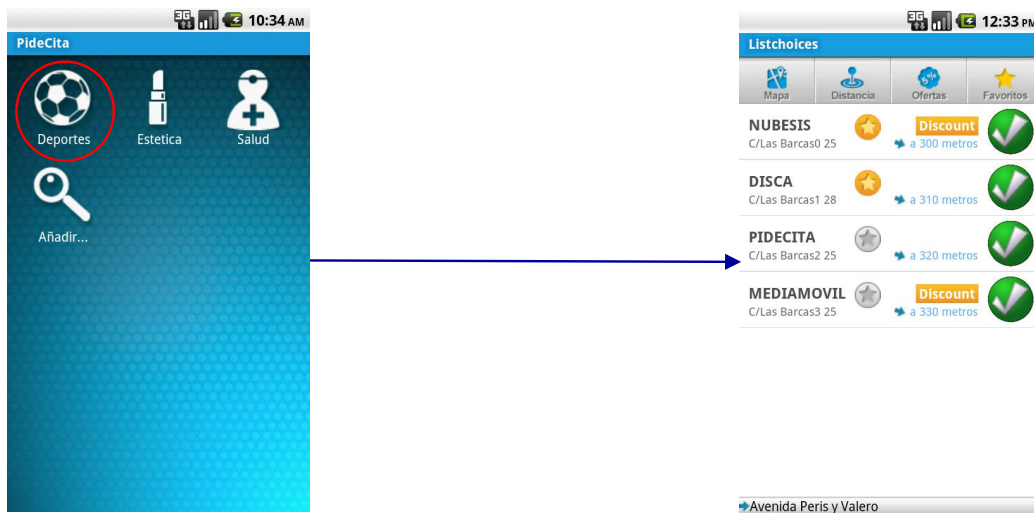 3G 10:34 AM
PideCita
Deportes Estetica Salud
Añadir...
3G 12:33 PM
Listchoices
Mapa Distancia Ofertas Favoritos
NUBESIS Discount
C/Las Barcas0 25 a 300 metros
DISCA
C/Las Barcas1 28 a 310 metros
PIDECITA
C/Las Barcas2 25 a 320 metros
MEDIAMOVIL Discount
C/Las Barcas3 25 a 330 metros
Avenida Peris y Valero